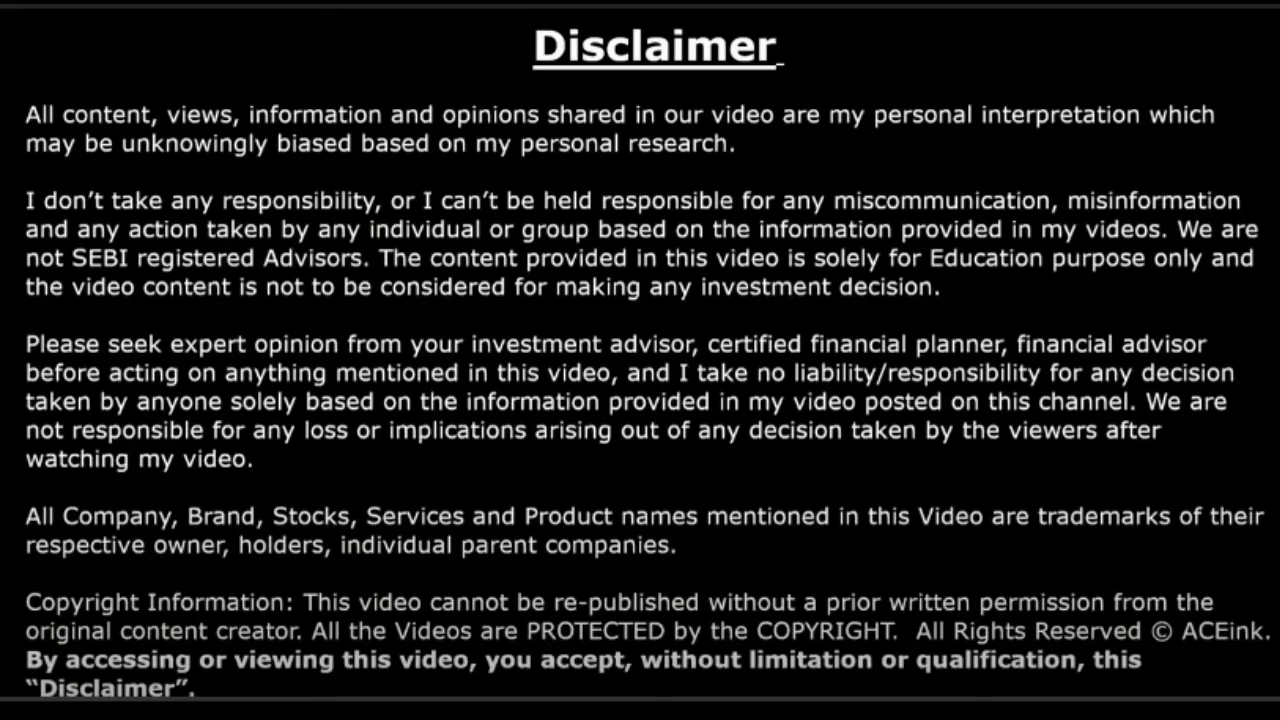 Disclaimer
All content, views, information and opinions shared in our video are my personal interpretation which
may be unknowingly biased based on my personal research.
I don’t take any responsibility, or I can’t be held responsible for any miscommunication, misinformation
and any action taken by any individual or group based on the information provided in my videos. We are
not SEBI registered Advisors. The content provided in this video is solely for Education purpose only and
the video content is not to be considered for making any investment decision.
Please seek expert opinion from your investment advisor, certified financial planner, financial advisor
before acting on anything mentioned in this video, and I take no liability/responsibility for any decision
taken by anyone solely based on the information provided in my video posted on this channel. We are
not responsible for any loss or implications arising out of any decision taken by the viewers after
watching my video.
All Company, Brand, Stocks, Services and Product names mentioned in this Video are trademarks of their
respective owner, holders, individual parent companies.
Copyright Information: This video cannot be re-published without a prior written permission from the
original content creator. All the Videos are PROTECTED by the COPYRIGHT.  All Rights Reserved © ACEink.
By accessing or viewing this video, you accept, without limitation or qualification, this
“Disclaimer”.